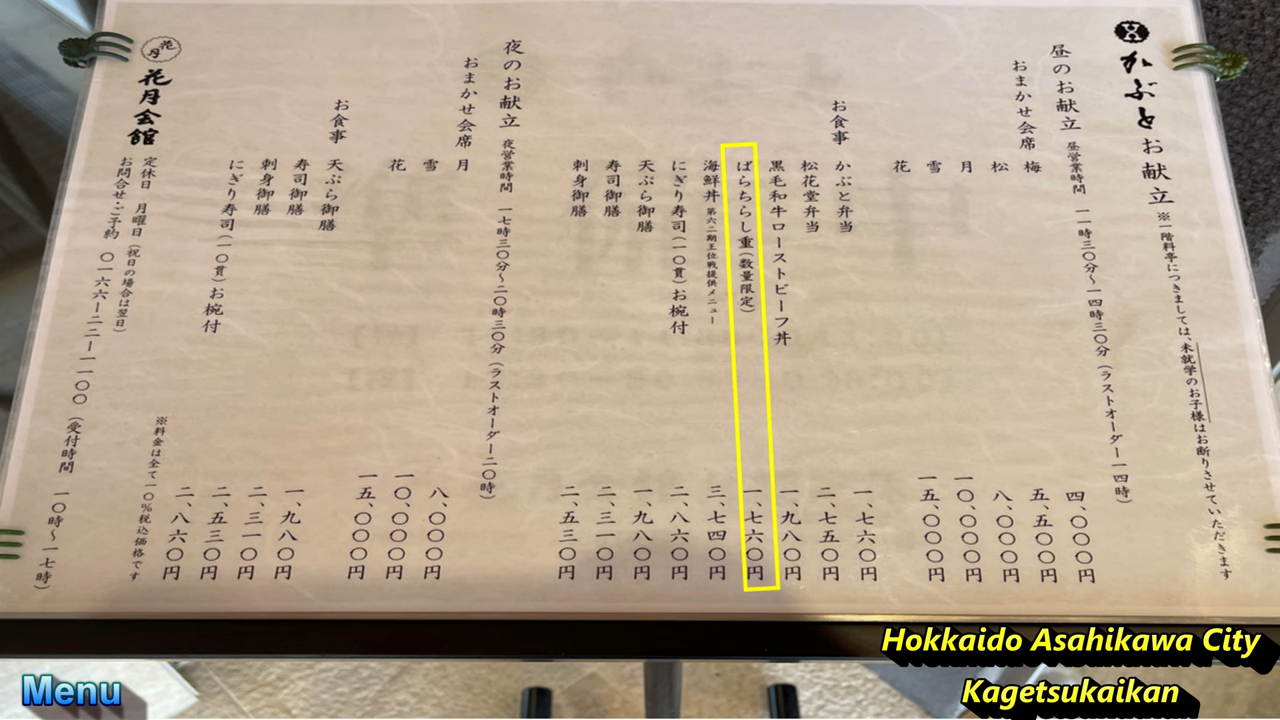 かぶとお献立
※一階料亭につきましては、未就学のお子様はお断りさせていただきます
昼のお献立 昼営業時間 一一時三〇分〜一四時三〇分(ラストオーダー一四時)
おまかせ会席 梅 四、〇〇〇円
松 五、五〇〇円
月 八、〇〇〇円
雪 一〇、〇〇〇円
花 一五、〇〇〇円
お食事 かぶと弁当 一、七六〇円
松花堂弁当 二、七五〇円
黒毛和牛ローストビーフ丼 一、九八〇円
ばらちらし重(数量限定) 一、七六〇円
海鮮丼 第六二期王位戦提供メニュー 三、七四〇円
にぎり寿司(一〇貫)お椀付 二、八六〇円
天ぷら御膳 一、九八〇円
寿司御膳 二、三一〇円
刺身御膳 二、五三〇円
夜のお献立 夜営業時間 一七時三〇分〜二〇時三〇分(ラストオーダー二〇時)
おまかせ会席 月 八、〇〇〇円
雪 一〇、〇〇〇円
花 一五、〇〇〇円
お食事 天ぷら御膳 一、九八〇円
寿司御膳 二、三一〇円
刺身御膳 二、五三〇円
にぎり寿司(一〇貫)お椀付 二、八六〇円
※料金は全て一〇%税込価格です
花月 花月会館
定休日 月曜日(祝日の場合は翌日)
お問合せ・ご予約 〇一六六ー二二ー一一〇〇(受付時間 一〇時〜一七時)
Menu
Hokkaido Asahikawa City
Kagetsukaikan